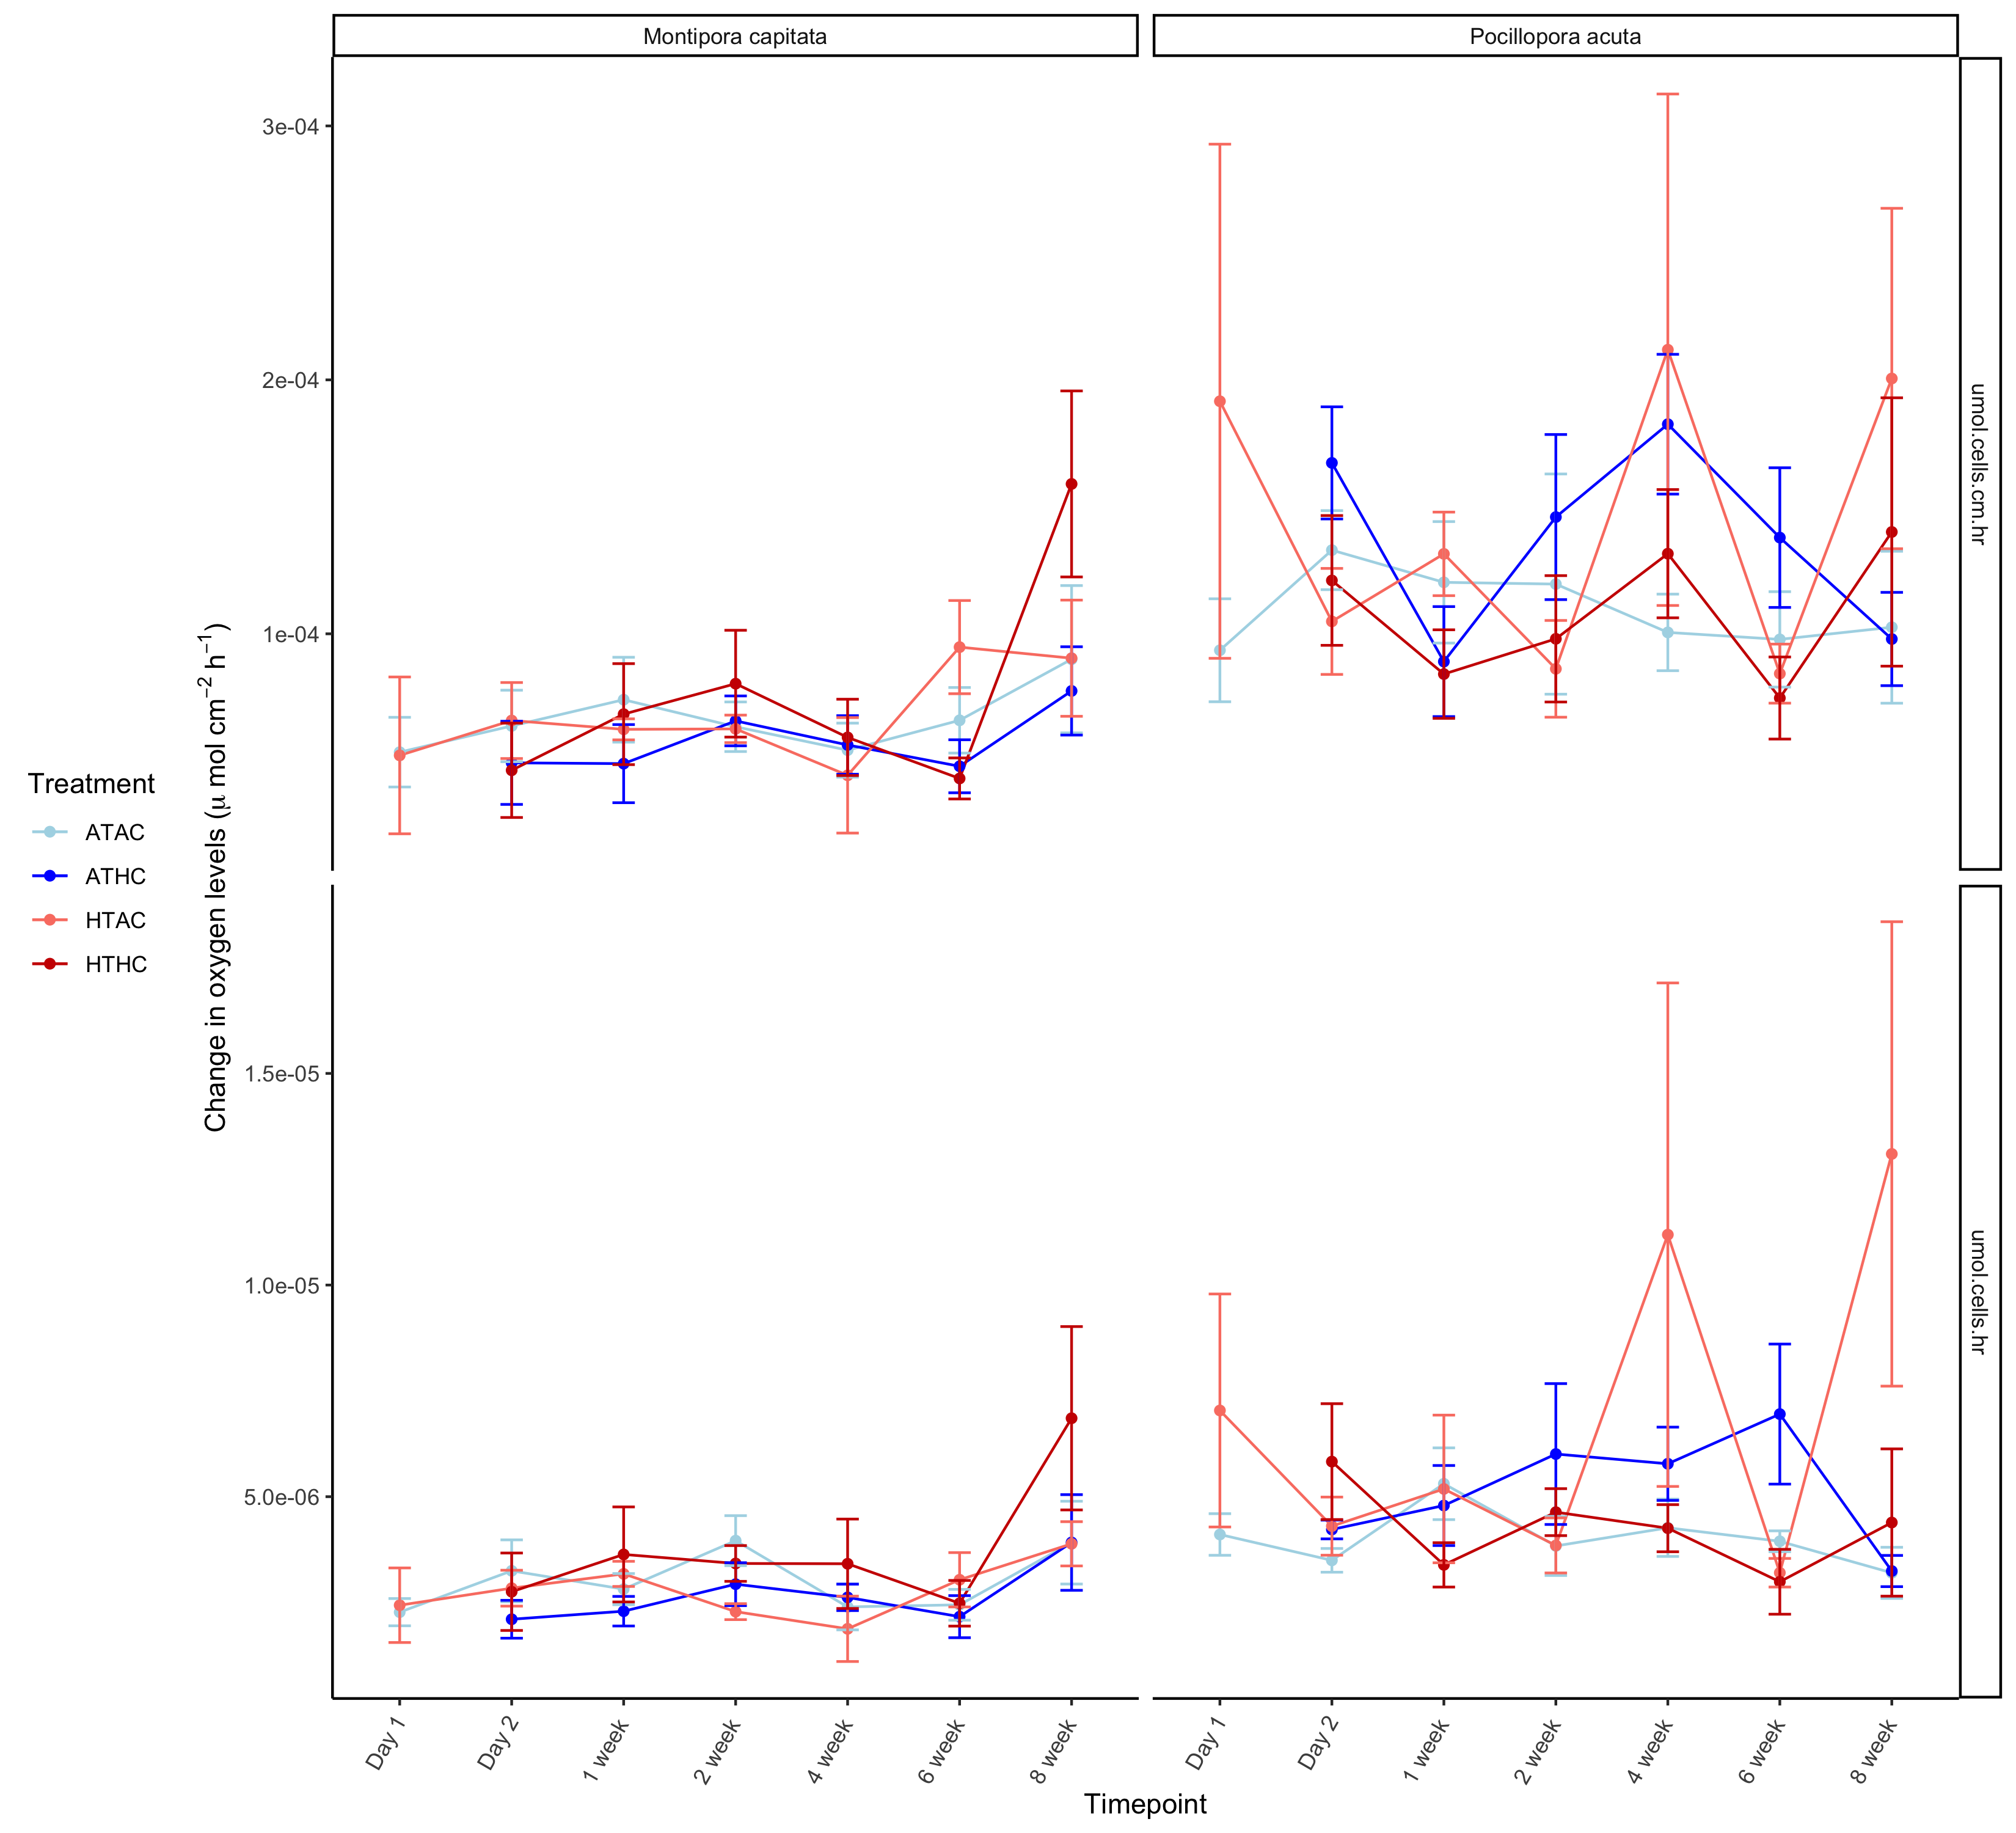 Montipora capitata
Pocillopora acuta
3e-04
2e-04
1e-04
umol.cells.cm.hr
1.5e-05
1.0e-05
5.0e-06
umol.cells.hr
Change in oxygen levels (μ mol cm⁻² h⁻¹)
Treatment
ATAC
ATHC
HTAC
HTHC
Day 1
Day 2
1 week
2 week
4 week
6 week
8 week
Day 1
Day 2
1 week
2 week
4 week
6 week
8 week
Timepoint